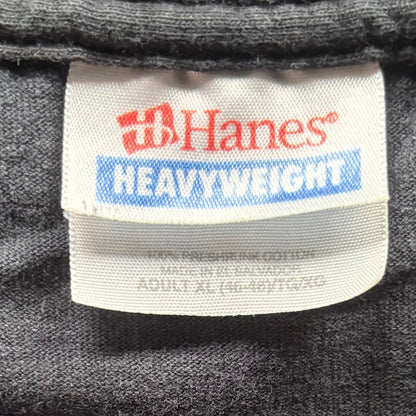 Hanes®
HEAVYWEIGHT
100% PRESHRUNK COTTON
MADE IN EL SALVADOR
ADULT XL (46-48)/TG/XG